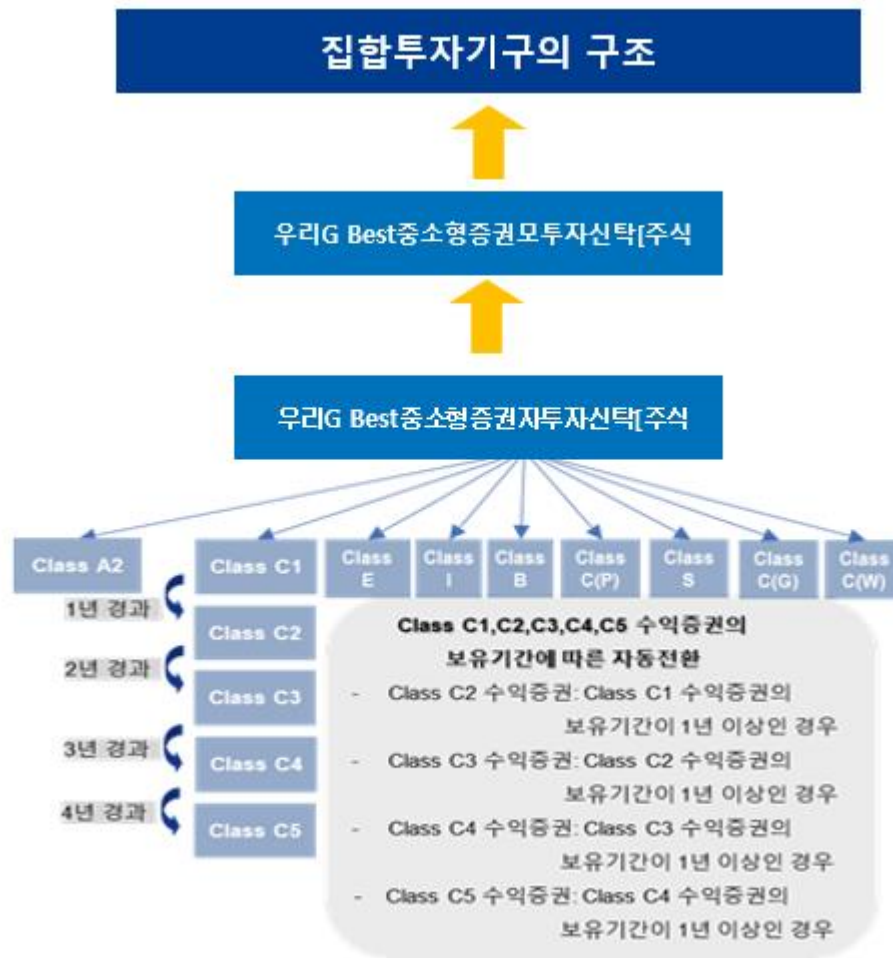 집합투자기구의 구조
우리G Best중소형증권모투자신탁[주식
우리G Best중소형증권자투자신탁[주식
Class A2
Class C1
Class
E
Class
I
Class
B
Class
C(P)
Class
S
Class
C(G)
Class
C(W)
1년 경과
Class C2
2년 경과
Class C3
3년 경과
Class C4
4년 경과
Class C5
Class C1,C2,C3,C4,C5 수익증권의
보유기간에 따른 자동전환
- Class C2 수익증권: Class C1 수익증권의
보유기간이 1년 이상인 경우
- Class C3 수익증권: Class C2 수익증권의
보유기간이 1년 이상인 경우
- Class C4 수익증권: Class C3 수익증권의
보유기간이 1년 이상인 경우
- Class C5 수익증권: Class C4 수익증권의
보유기간이 1년 이상인 경우